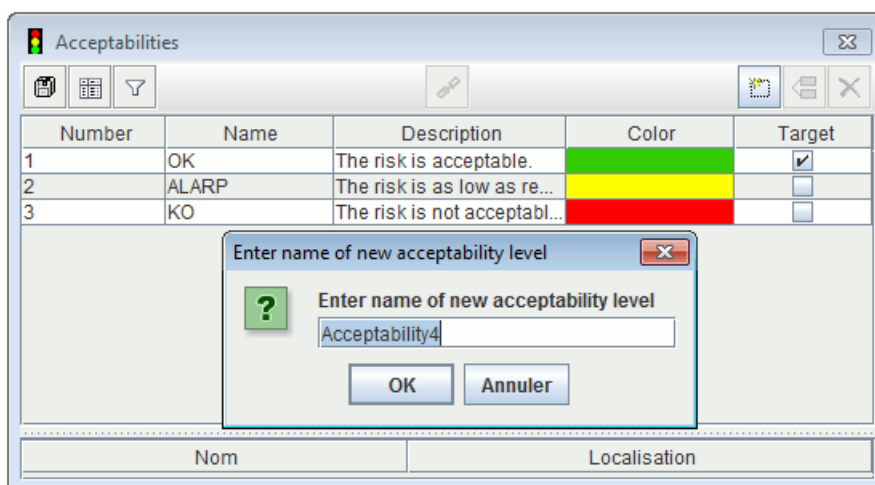 Acceptabilities
Number Name Description Color Target
1 OK The risk is acceptable.
2 ALARP The risk is as low as re...
3 KO The risk is not acceptabl...
Enter name of new acceptability level
Enter name of new acceptability level
Acceptability4
OK Annuler
Nom Localisation